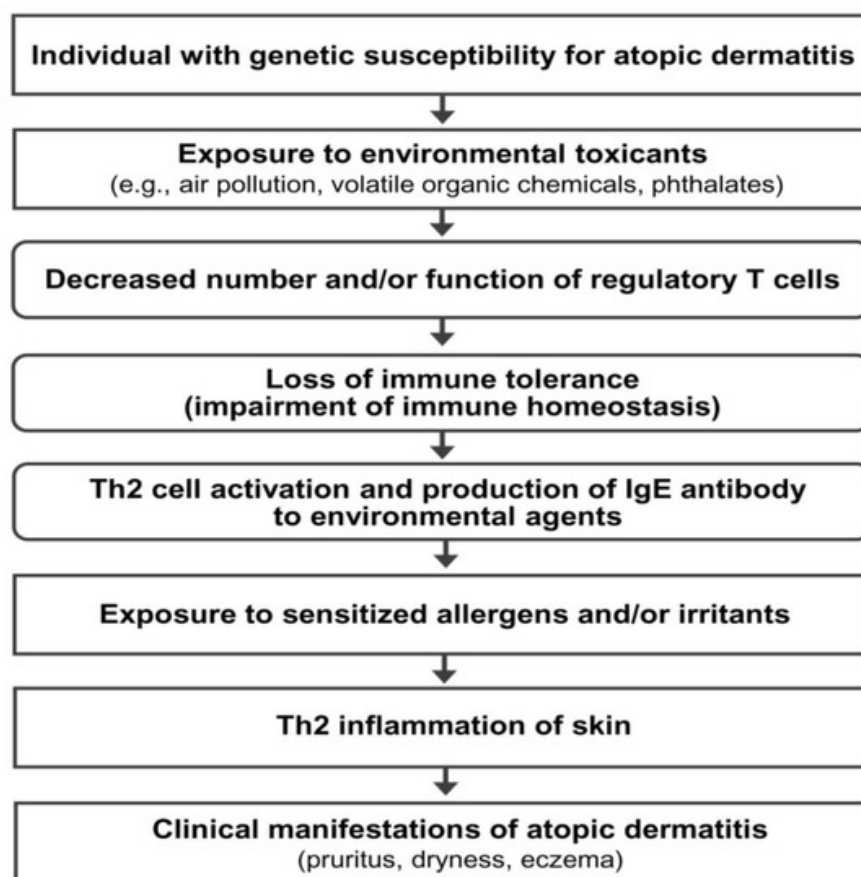 Individual with genetic susceptibility for atopic dermatitis
Exposure to environmental toxicants
(e.g., air pollution, volatile organic chemicals, phthalates)
Decreased number and/or function of regulatory T cells
Loss of immune tolerance
(impairment of immune homeostasis)
Th2 cell activation and production of IgE antibody
to environmental agents
Exposure to sensitized allergens and/or irritants
Th2 inflammation of skin
Clinical manifestations of atopic dermatitis
(pruritus, dryness, eczema)